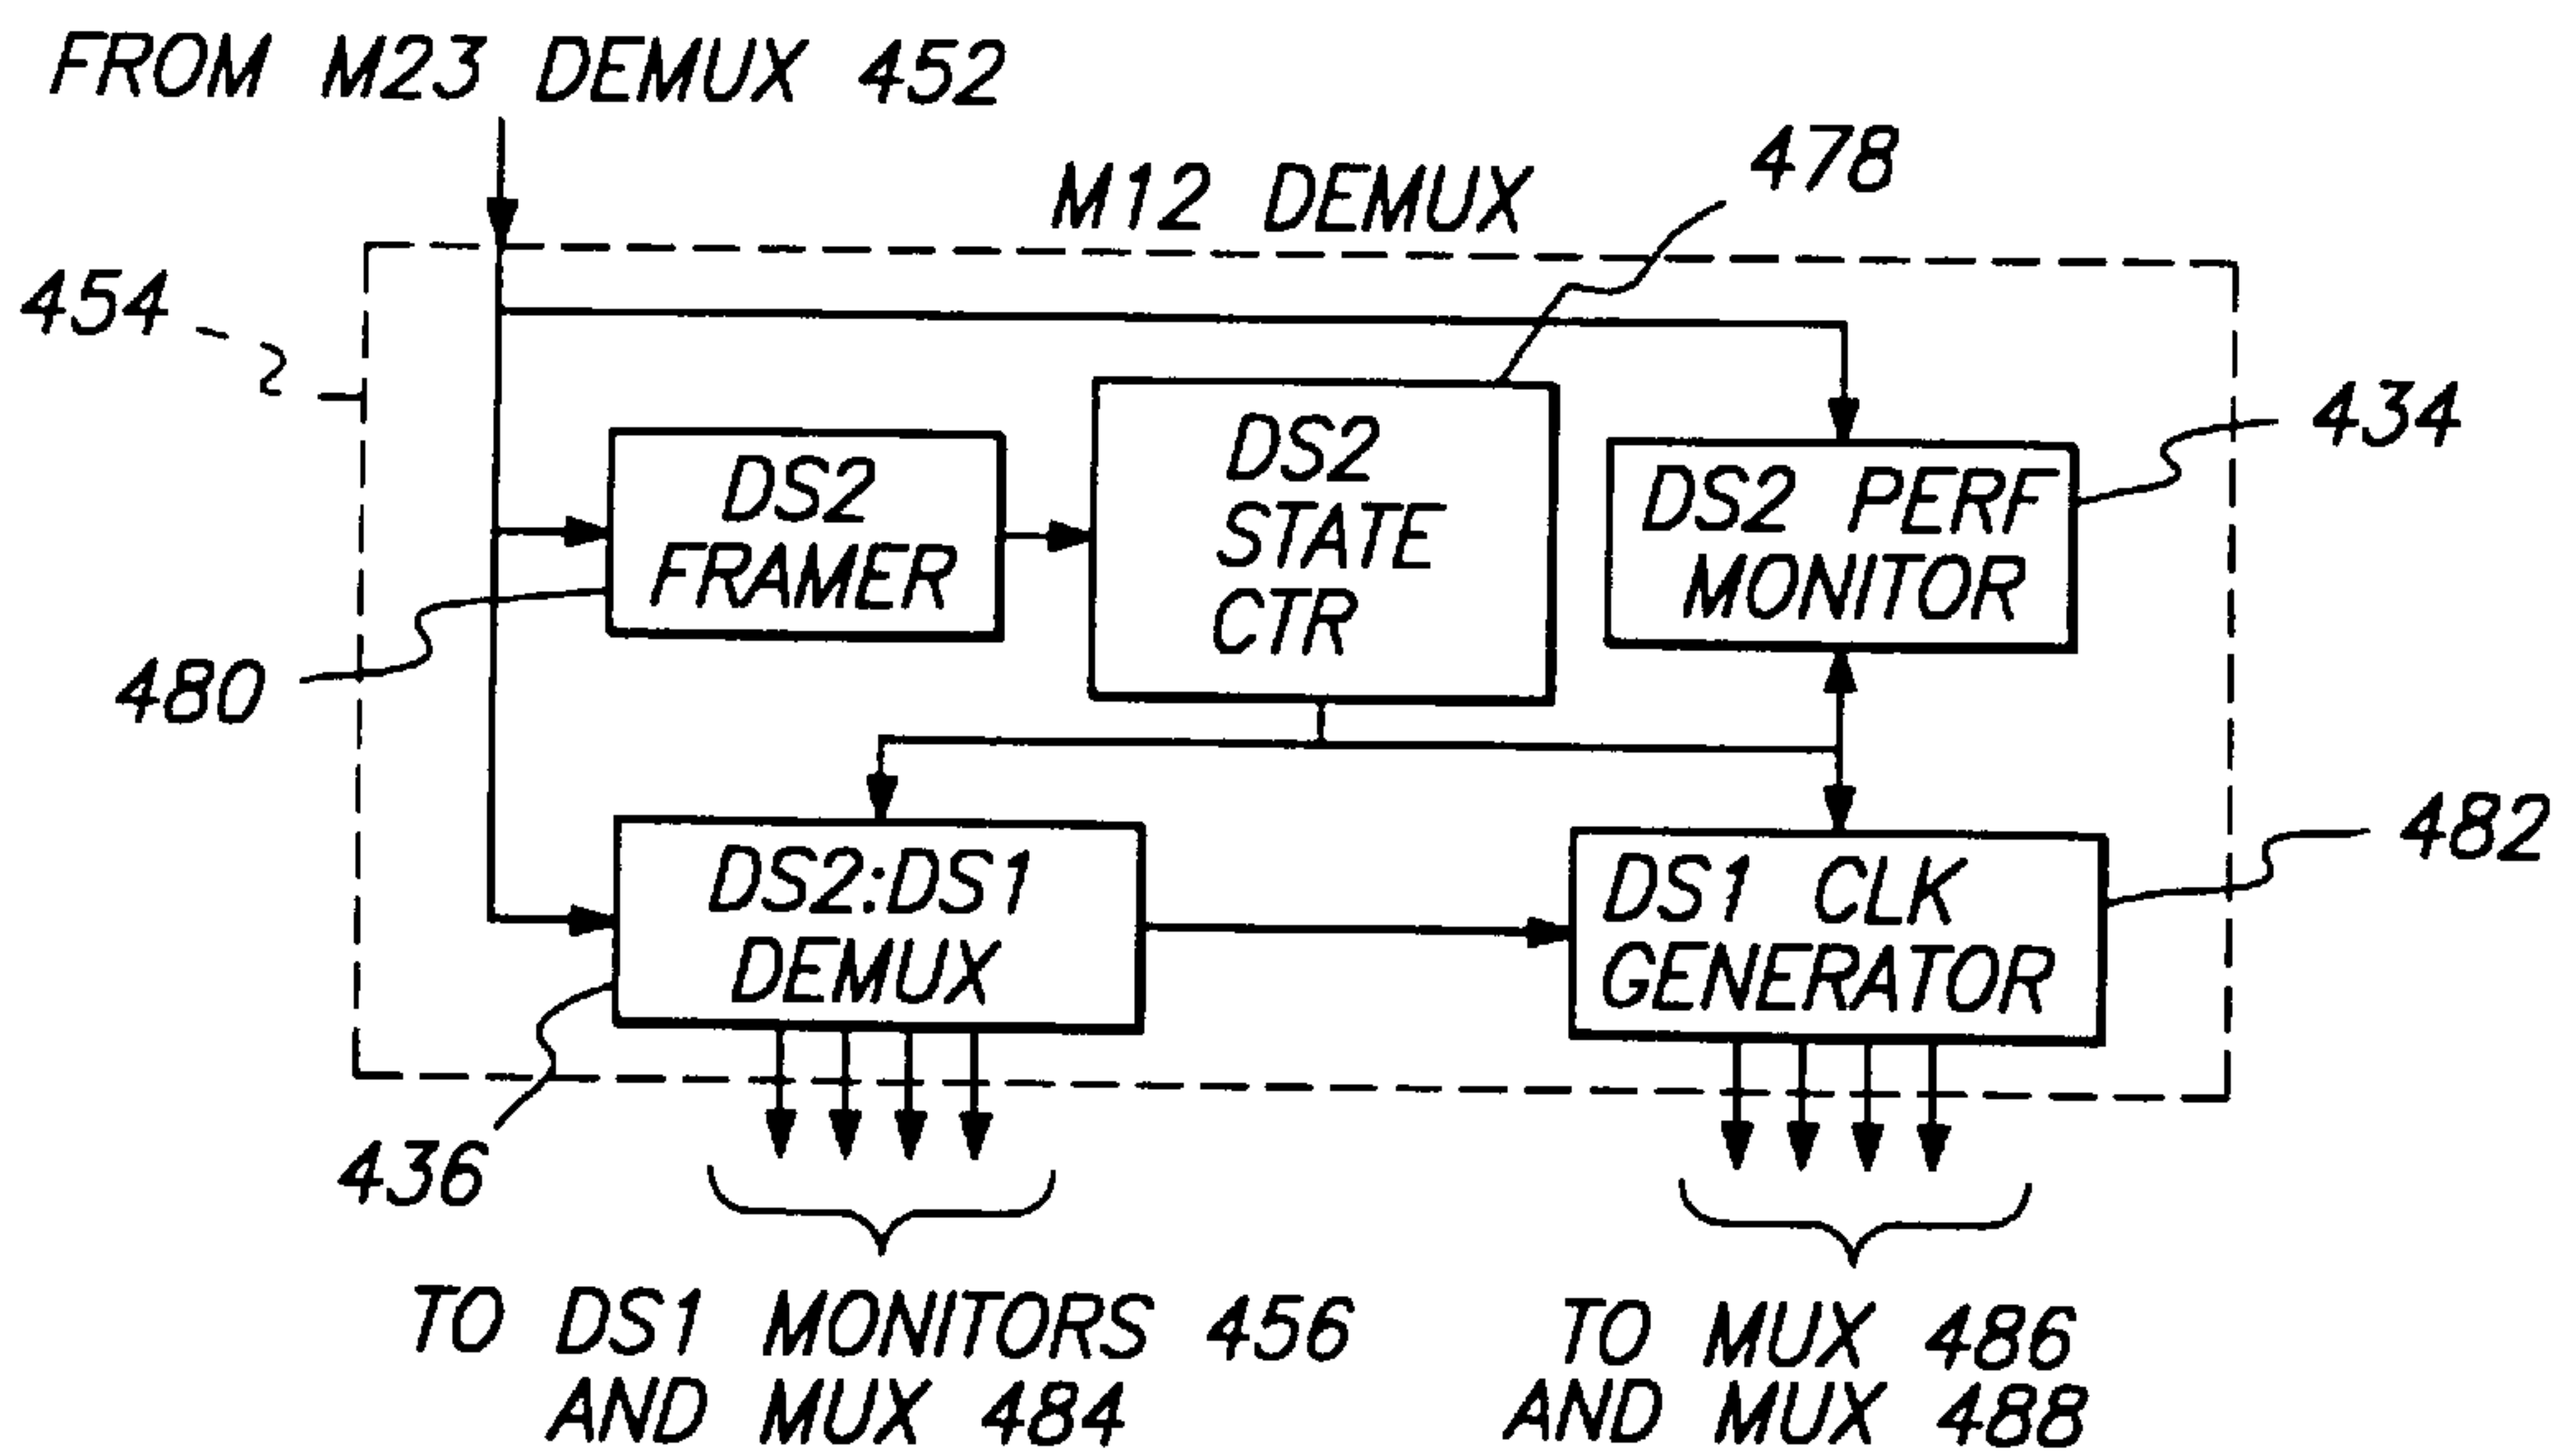 FROM M23 DEMUX 452
M12 DEMUX
478
454
434
DS2
FRAMER
DS2
STATE
CTR
DS2 PERF
MONITOR
480
482
DS2:DS1
DEMUX
DS1 CLK
GENERATOR
436
TO DS1 MONITORS 456
AND MUX 484
TO MUX 486
AND MUX 488